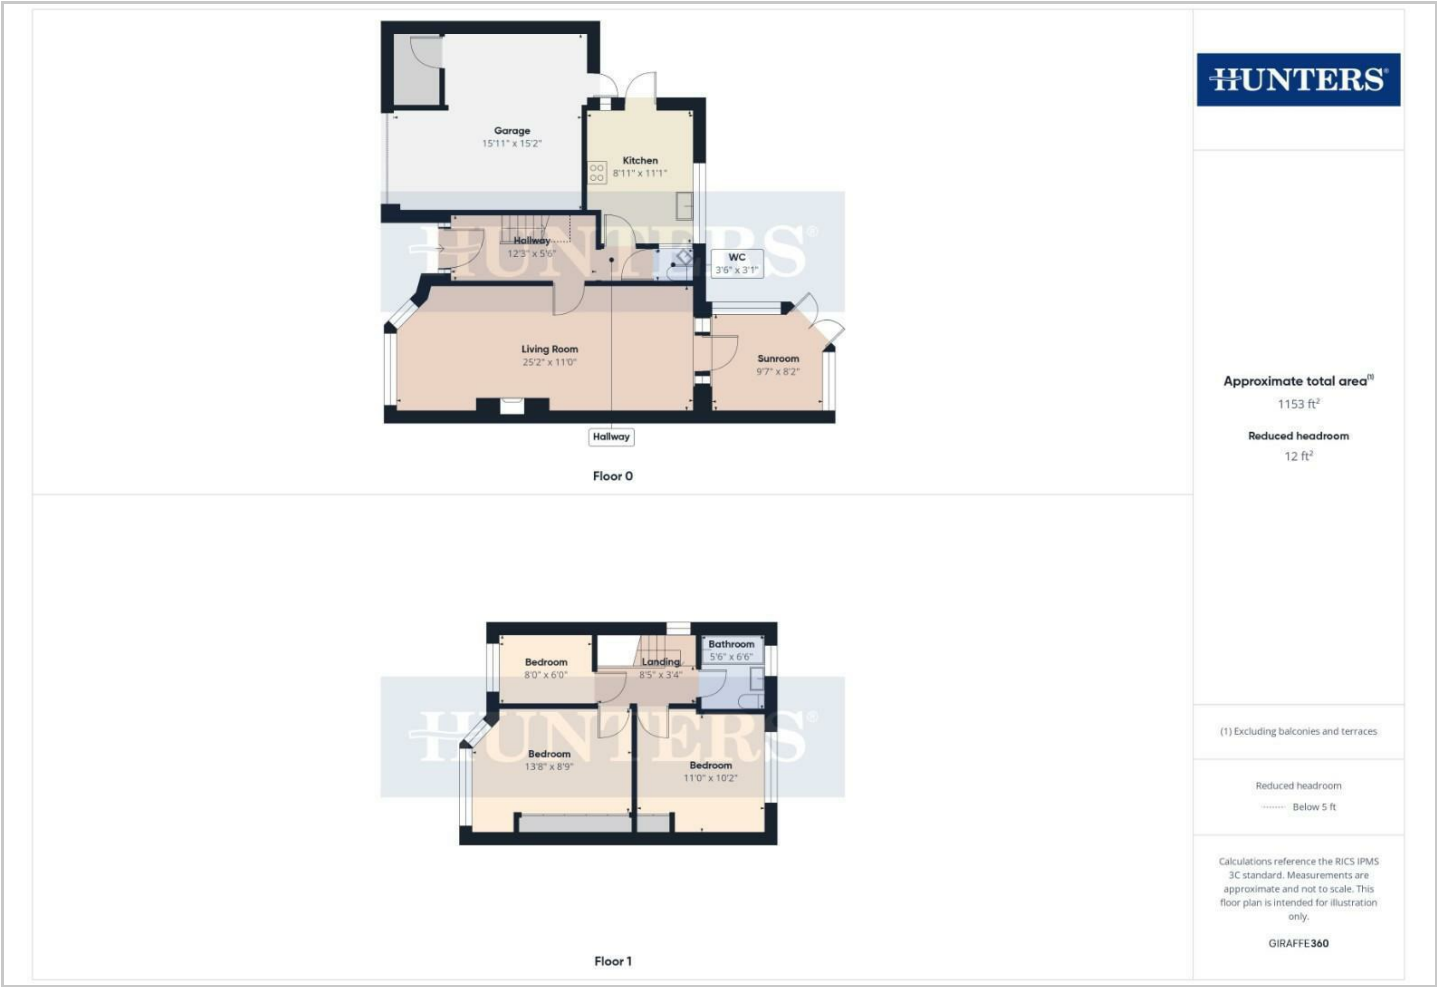 HUNTERS®
Garage
15'11" x 15'2"
Kitchen
8'11" x 11'1"
HUNTERS®
Hallway
12'3" x 5'6"
WC
3'6" x 3'1"
Living Room
25'2" x 11'0"
Sunroom
9'7" x 8'2"
Hallway
Floor 0
Approximate total area(1)
1153 ft²
Reduced headroom
12 ft²
Bathroom
5'6" x 6'6"
Bedroom
8'0" x 6'0"
Landing
8'5" x 3'4"
HUNTERS®
Bedroom
13'8" x 8'9"
Bedroom
11'0" x 10'2"
Floor 1
(1) Excluding balconies and terraces
Reduced headroom
Below 5 ft
Calculations reference the RICS IPMS
3C standard. Measurements are
approximate and not to scale. This
floor plan is intended for illustration
only.
GIRAFFE360